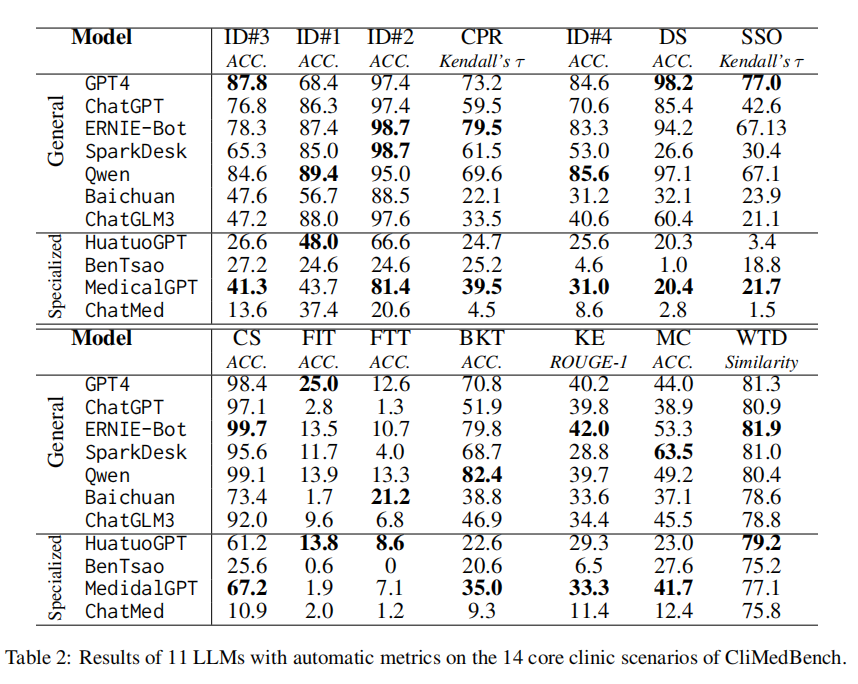 Model ID#3 ID#1 ID#2 CPR ID#4 DS SSO
ACC. ACC. ACC. Kendall's τ ACC. ACC. Kendall's τ
General
GPT4 87.8 68.4 97.4 73.2 84.6 98.2 77.0
ChatGPT 76.8 86.3 97.4 59.5 70.6 85.4 42.6
ERNIE-Bot 78.3 87.4 98.7 79.5 83.3 94.2 67.13
SparkDesk 65.3 85.0 98.7 61.5 53.0 26.6 30.4
Qwen 84.6 89.4 95.0 69.6 85.6 97.1 67.1
Baichuan 47.6 56.7 88.5 22.1 31.2 32.1 23.9
ChatGLM3 47.2 88.0 97.6 33.5 40.6 60.4 21.1
Specialized
HuatuoGPT 26.6 48.0 66.6 24.7 25.6 20.3 3.4
BenTsao 27.2 24.6 24.6 25.2 4.6 1.0 18.8
MedicalGPT 41.3 43.7 81.4 39.5 31.0 20.4 21.7
ChatMed 13.6 37.4 20.6 4.5 8.6 2.8 1.5
Model CS FIT FTT BKT KE MC WTD
ACC. ACC. ACC. ACC. ROUGE-1 ACC. Similarity
General
GPT4 98.4 25.0 12.6 70.8 40.2 44.0 81.3
ChatGPT 97.1 2.8 1.3 51.9 39.8 38.9 80.9
ERNIE-Bot 99.7 13.5 10.7 79.8 42.0 53.3 81.9
SparkDesk 95.6 11.7 4.0 68.7 28.8 63.5 81.0
Qwen 99.1 13.9 13.3 82.4 39.7 49.2 80.4
Baichuan 73.4 1.7 21.2 38.8 33.6 37.1 78.6
ChatGLM3 92.0 9.6 6.8 46.9 34.4 45.5 78.8
Specialized
HuatuoGPT 61.2 13.8 8.6 22.6 29.3 23.0 79.2
BenTsao 25.6 0.6 0 20.6 6.5 27.6 75.2
MedidalGPT 67.2 1.9 7.1 35.0 33.3 41.7 77.1
ChatMed 10.9 2.0 1.2 9.3 11.4 12.4 75.8
Table 2: Results of 11 LLMs with automatic metrics on the 14 core clinic scenarios of CliMedBench.